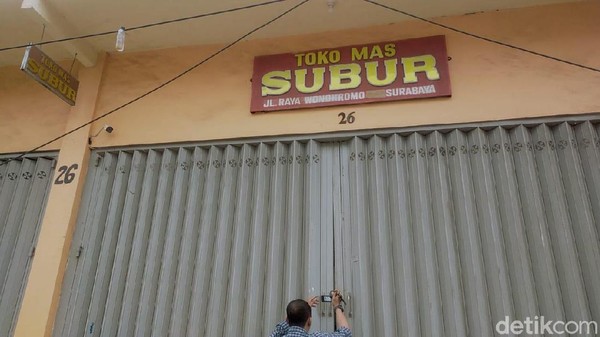 TOKO MAS
SUBUR
TOKO MAS
SUBUR
JL. RAYA WONOKROMO SURABAYA
26
26
detikcom